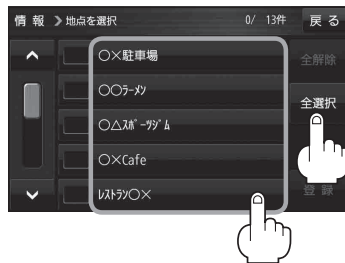 情報 ❯ 地点を選択 0/ 13件 戻る
○×駐車場
全解除
○○ﾗｰﾒﾝ
全選択
○△ｽﾎﾟｰﾂｼﾞﾑ
○×Cafe
ﾚｽﾄﾗﾝ○×
登録